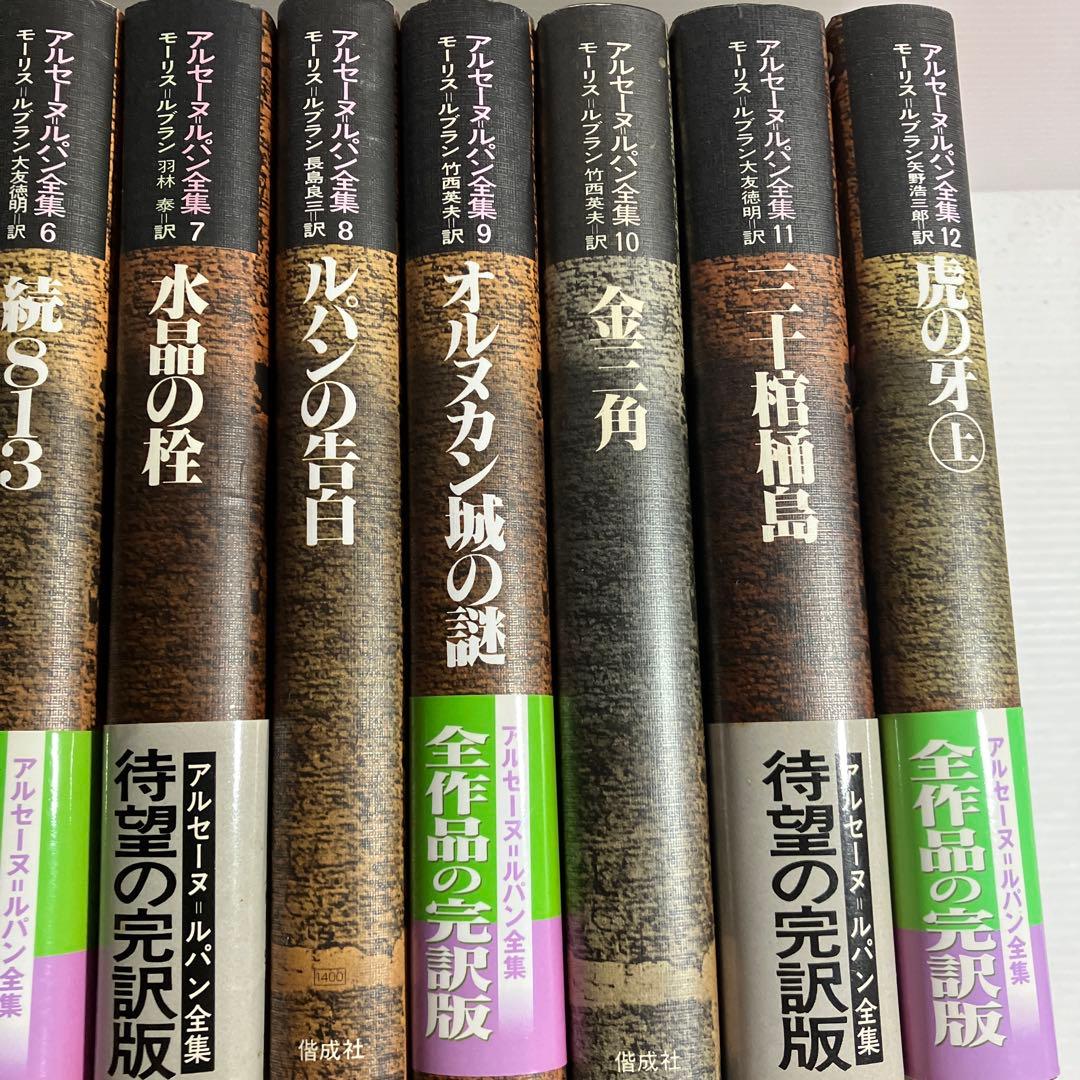 アルセーヌ=ルパン全集6
モーリス=ルブラン 大友徳明=訳
続813
アルセーヌ=ルパン全集
アルセーヌ=ルパン全集7
モーリス=ルブラン 羽林 泰=訳
水晶の栓
アルセーヌ=ルパン全集
待望の完訳版
アルセーヌ=ルパン全集8
モーリス=ルブラン 長島良三=訳
ルパンの告白
1400
偕成社
アルセーヌ=ルパン全集9
モーリス=ルブラン 竹西英夫=訳
オルヌカン城の謎
アルセーヌ=ルパン全集
全作品の完訳版
アルセーヌ=ルパン全集10
モーリス=ルブラン 竹西英夫=訳
金三角
偕成社
アルセーヌ=ルパン全集11
モーリス=ルブラン 大友徳明=訳
三十棺桶島
アルセーヌ=ルパン全集
待望の完訳版
アルセーヌ=ルパン全集12
モーリス=ルブラン 矢野浩三郎=訳
虎の牙上
アルセーヌ=ルパン全集
全作品の完訳版